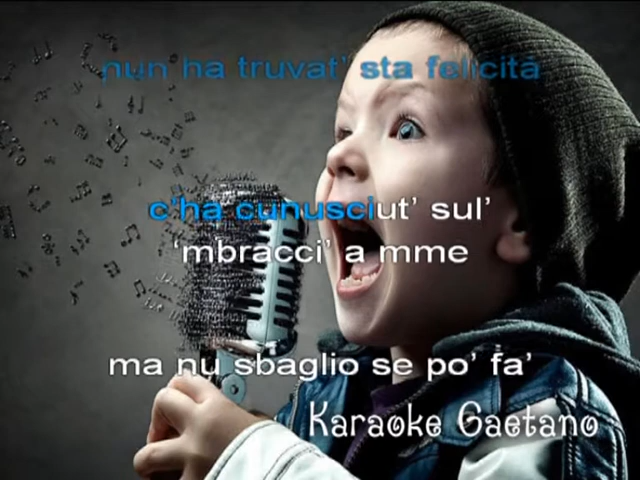 nun ha truvat’ sta felicità
c’ha cunusciut’ sul’
‘mbracci’ a mme
ma nu sbaglio se po’ fa’
Karaoke Gaetano